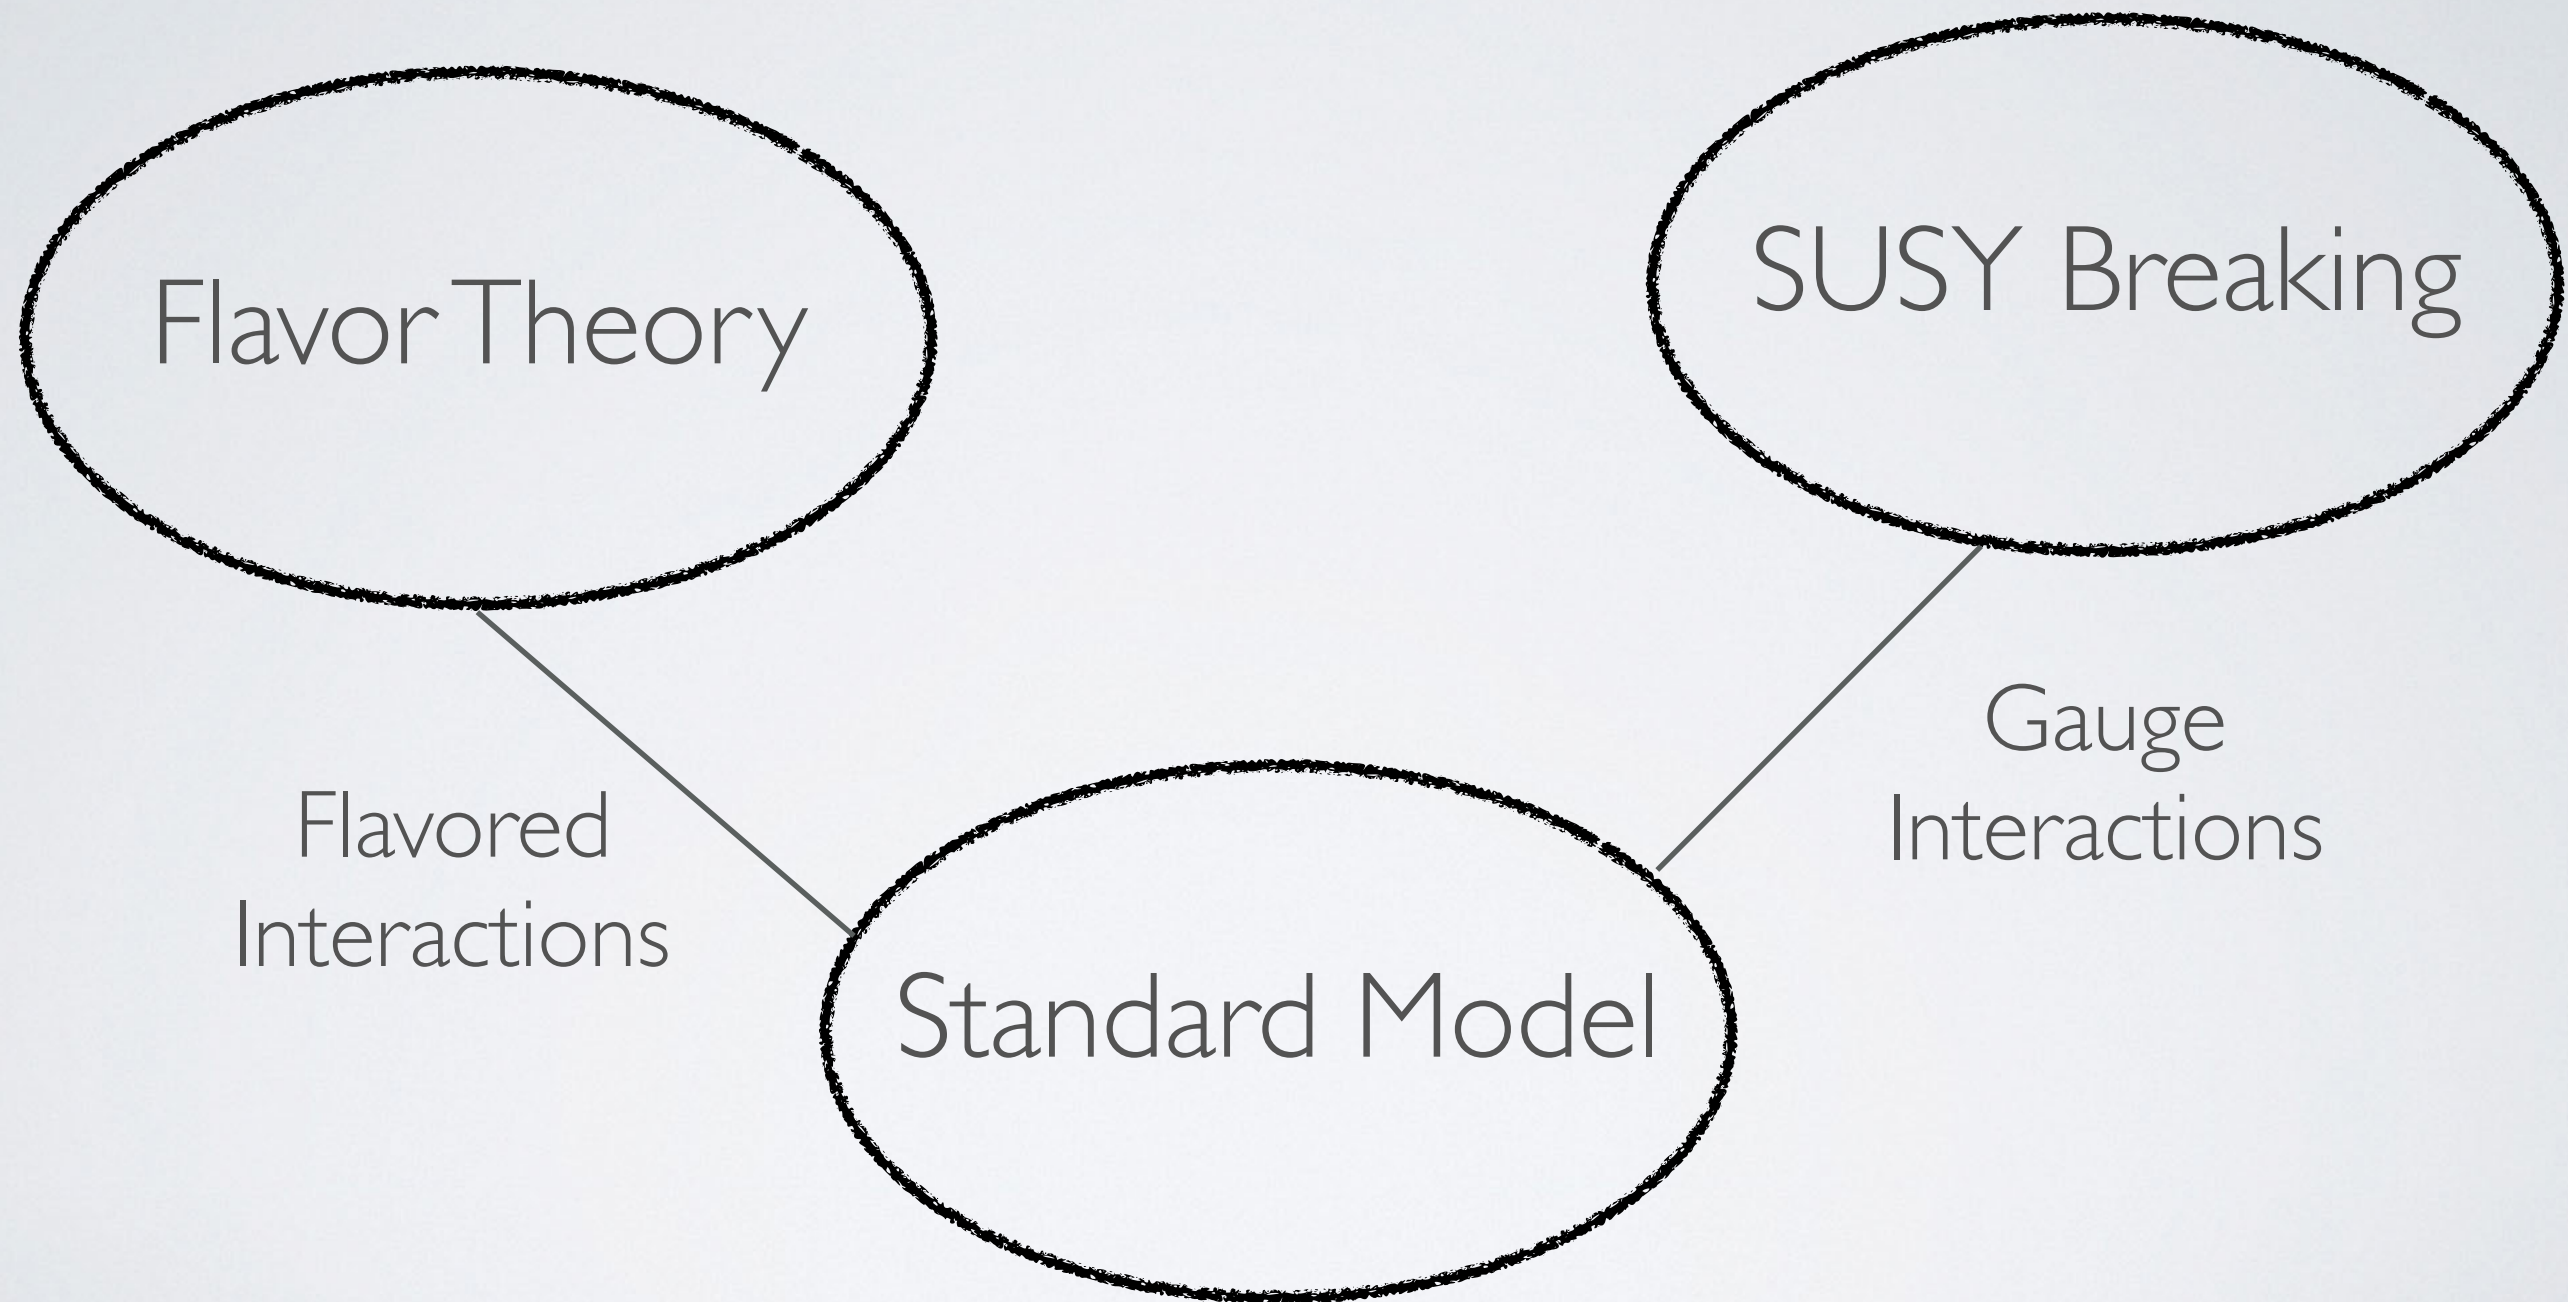 Flavor Theory
SUSY Breaking
Flavored
Interactions
Gauge
Interactions
Standard Model